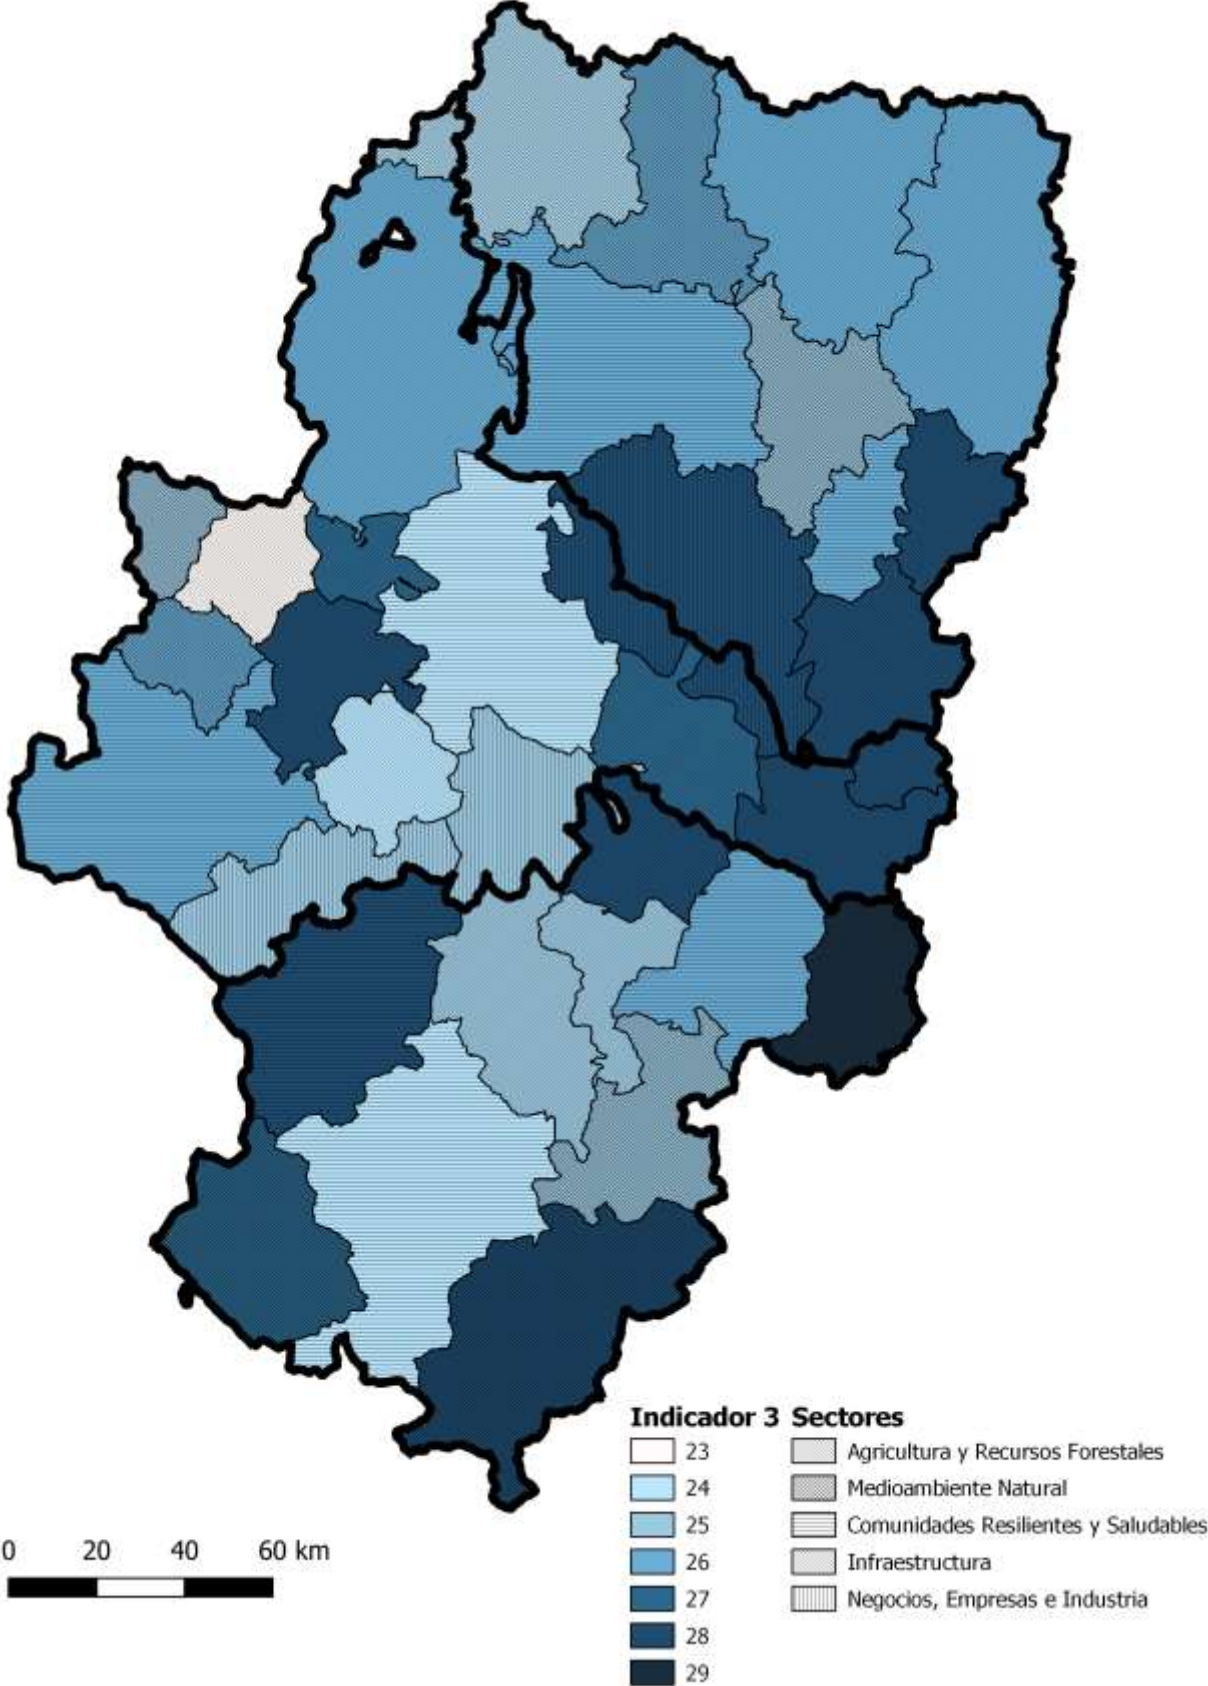 Indicador 3 Sectores
23 Agricultura y Recursos Forestales
24 Medioambiente Natural
25 Comunidades Resilientes y Saludables
26 Infraestructura
27 Negocios, Empresas e Industria
28
29
0 20 40 60 km